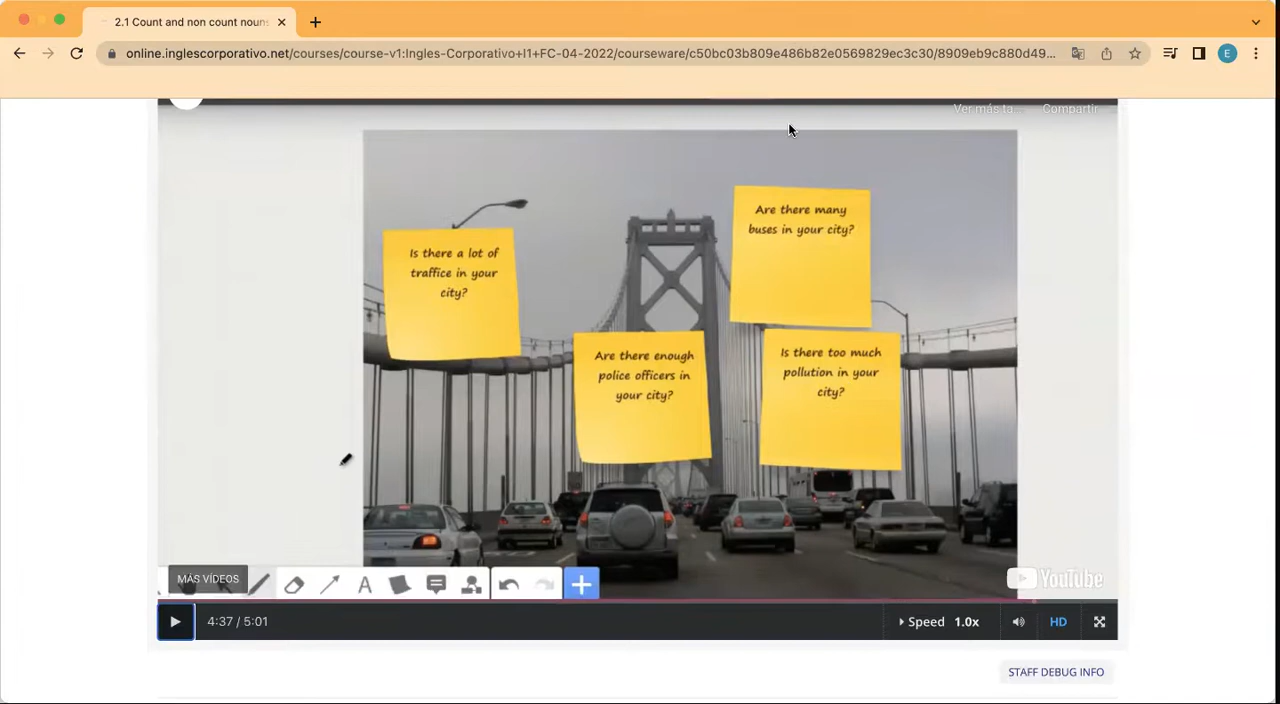 2.1 Count and non count nouns
online.inglescorporativo.net/courses/course-v1:Ingles-Corporativo+I1+FC-04-2022/courseware/c50bc03b809e486b82e0569829ec3c30/8909eb9c880d49...
E
Ver más ta...
Compartir
Are there many
buses in your city?
Is there a lot of
traffice in your
city?
Are there enough
police officers in
your city?
Is there too much
pollution in your
city?
MÁS VÍDEOS
A
YouTube
4:37 / 5:01
Speed 1.0x
HD
STAFF DEBUG INFO